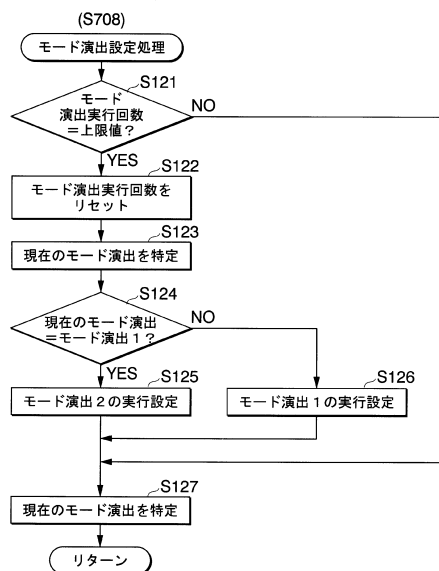 (S708)
モード演出設定処理
S121
モード
演出実行回数
＝上限値？
NO
YES
S122
モード演出実行回数を
リセット
S123
現在のモード演出を特定
S124
現在のモード演出
＝モード演出１？
NO
YES
S125
モード演出２の実行設定
S126
モード演出１の実行設定
S127
現在のモード演出を特定
リターン